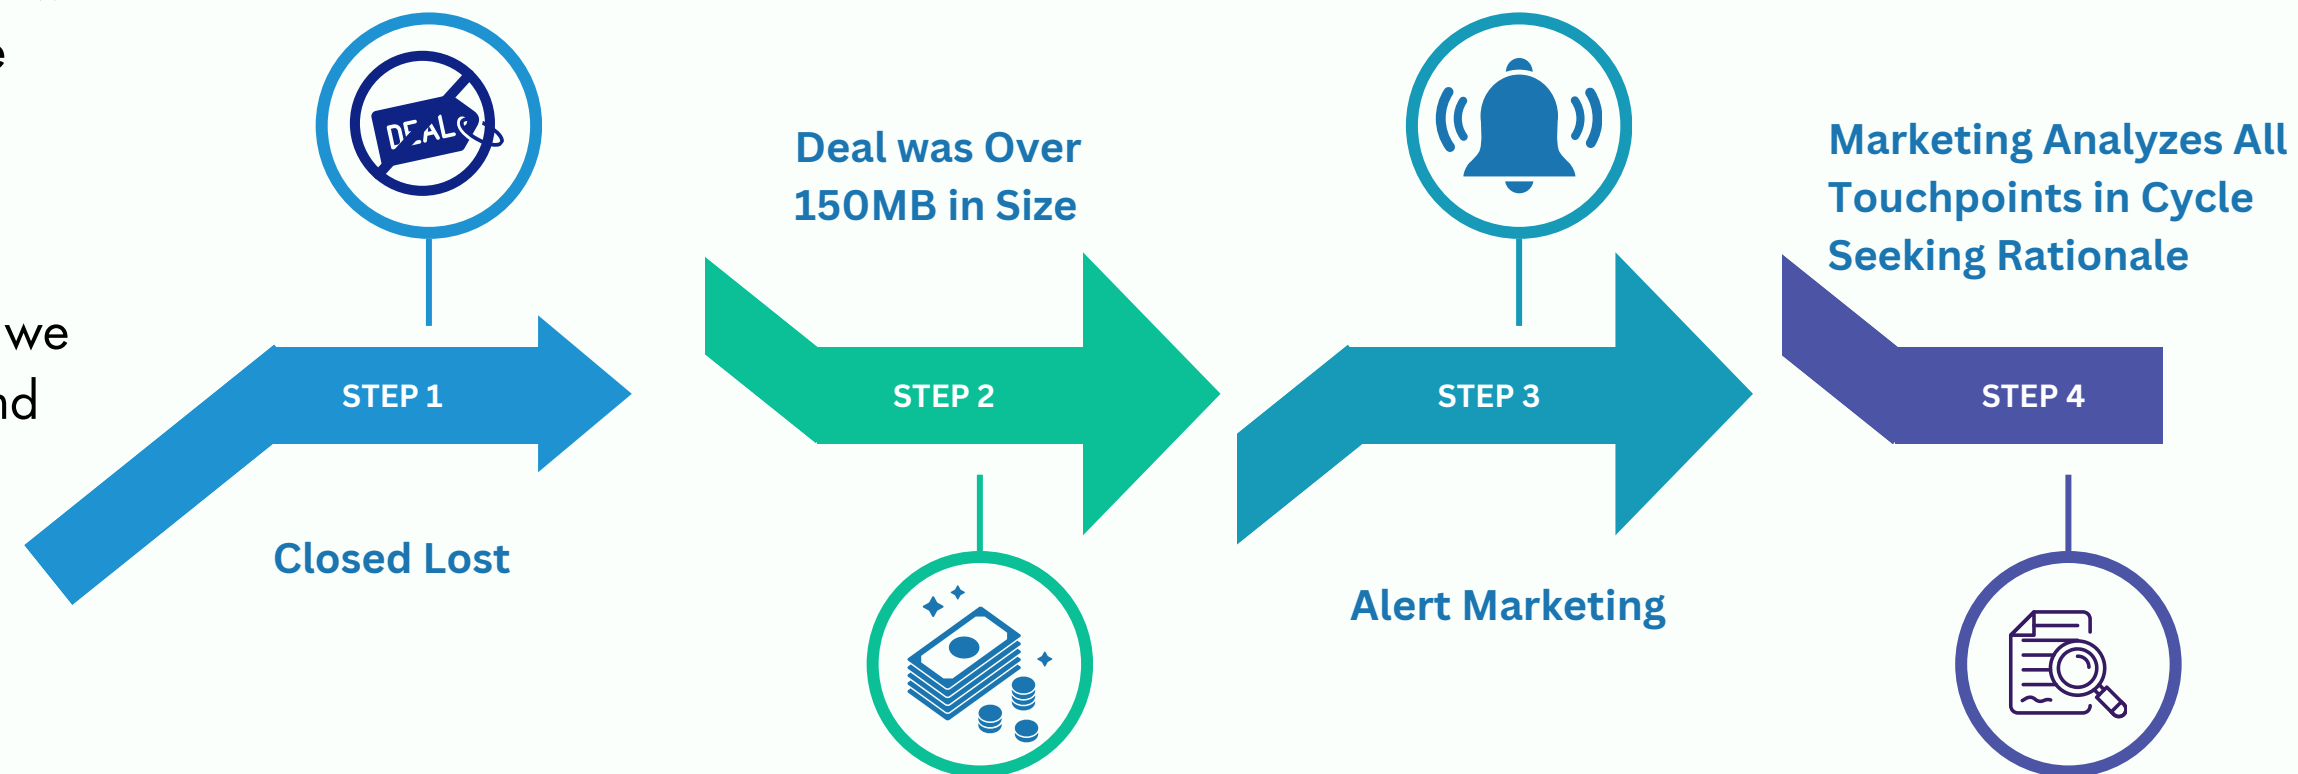 e
we
nd
DEAL
Deal was Over
150MB in Size
Marketing Analyzes All
Touchpoints in Cycle
Seeking Rationale
STEP 1
STEP 2
STEP 3
STEP 4
Closed Lost
Alert Marketing